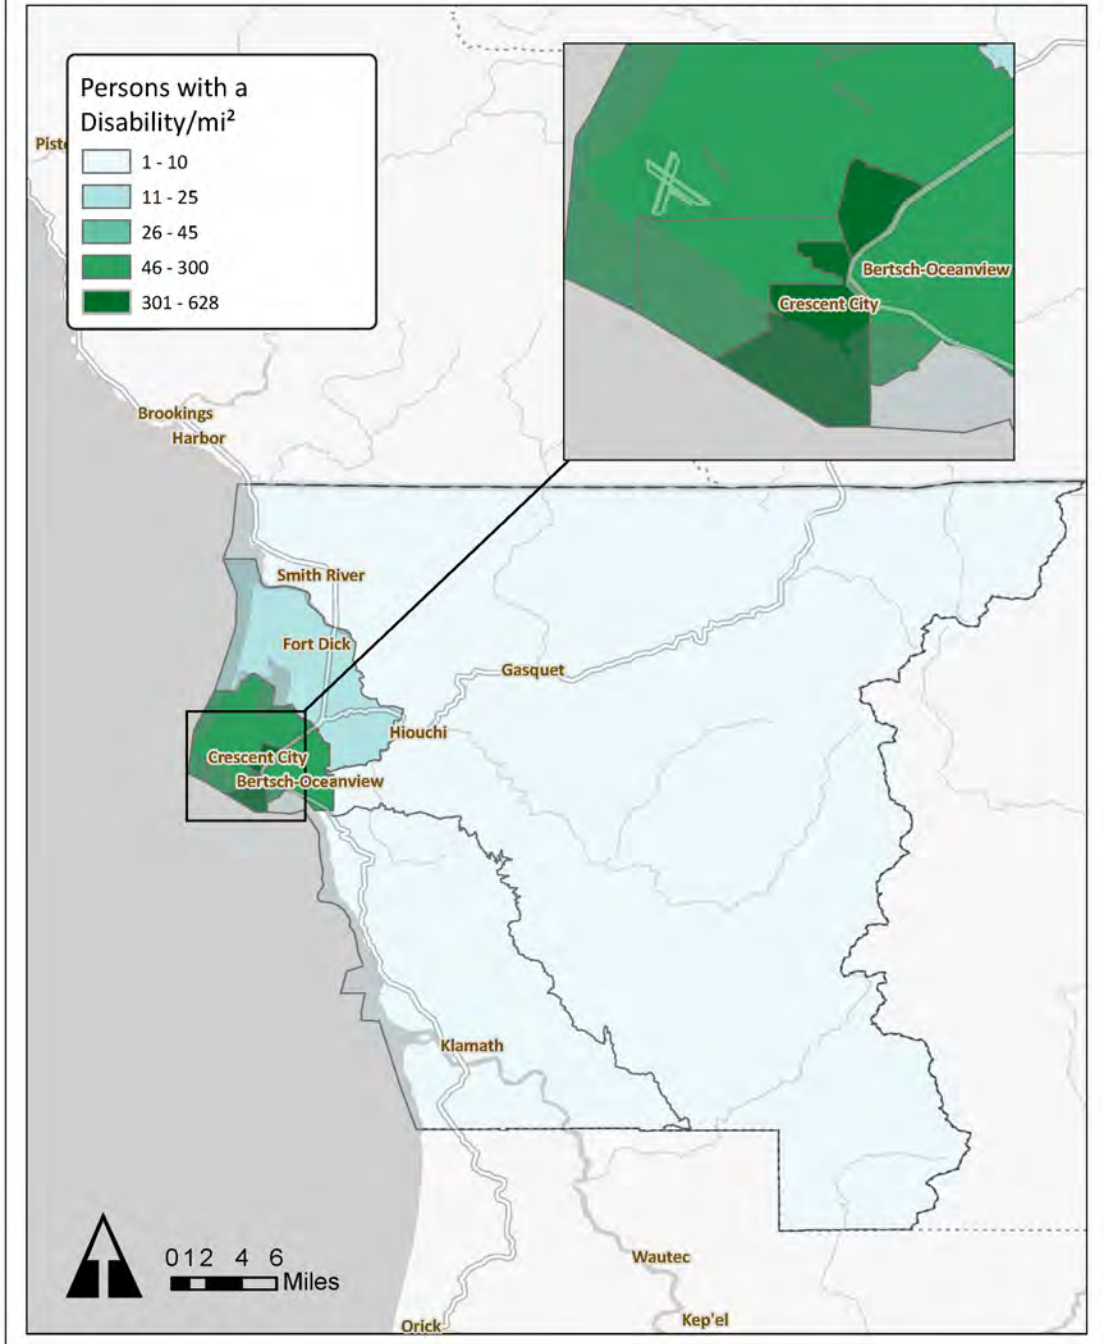 Persons with a
Disability/mi²
1 - 10
11 - 25
26 - 45
46 - 300
301 - 628
Pisto
Bertsch-Oceanview
Crescent City
Brookings
Harbor
Smith River
Fort Dick
Gasquet
Hiouchi
Crescent City
Bertsch-Oceanview
Klamath
0 1 2 4 6
Miles
Wautec
Kep'el
Orick